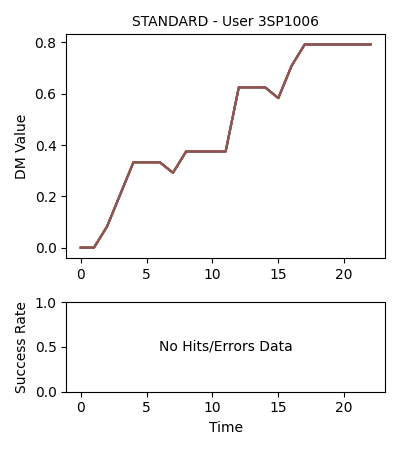 STANDARD - User 3SP1006
DM Value
0.8
0.6
0.4
0.2
0.0
0 5 10 15 20
Success Rate
1.0
0.5
0.0
No Hits/Errors Data
0 5 10 15 20
Time